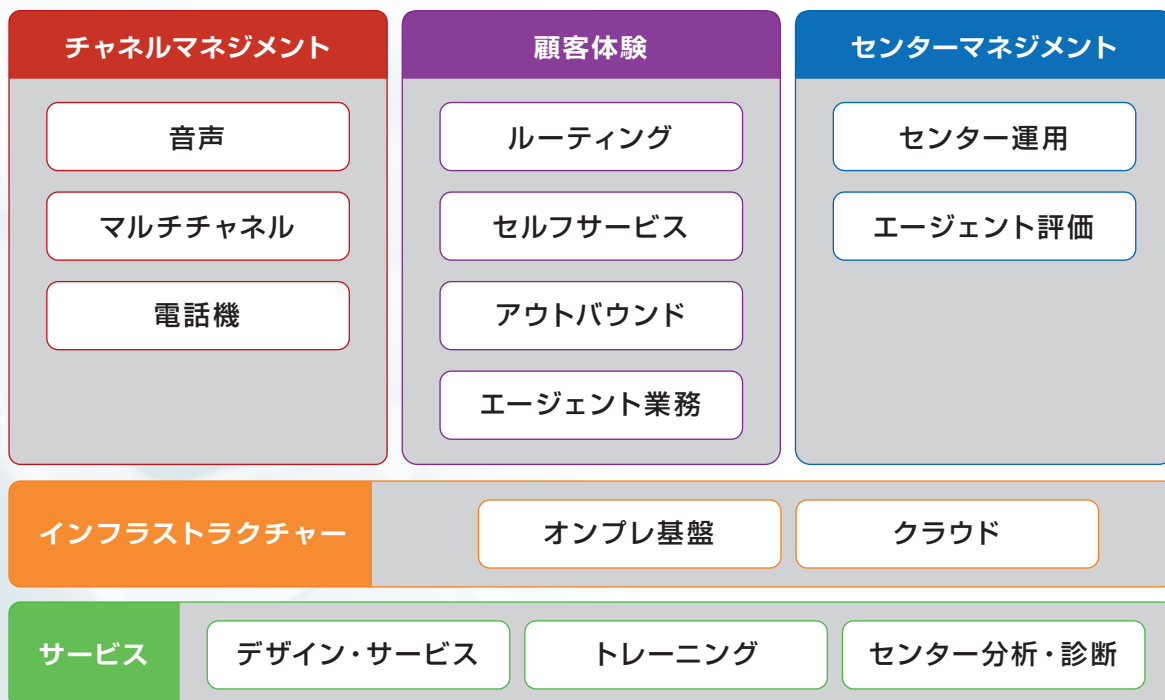 チャネルマネジメント
音声
マルチチャネル
電話機
顧客体験
ルーティング
セルフサービス
アウトバウンド
エージェント業務
センターマネジメント
センター運用
エージェント評価
インフラストラクチャー
オンプレ基盤
クラウド
サービス
デザイン・サービス
トレーニング
センター分析・診断